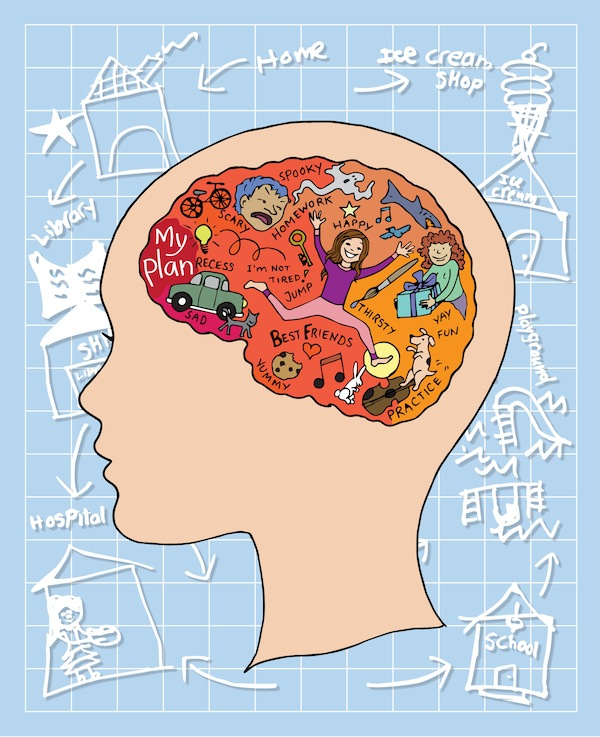 Home
Ice cream
SHOP
Library
Ice
cream
Playground
Hospital
School
SPOOKY
SCARY
HOMEWORK
HAPPY
My
plan
RECESS
I'M NOT
TIRED!
JUMP
SAD
THIRSTY
YAY
FUN
BEST FRIENDS
YUMMY
PRACTICE